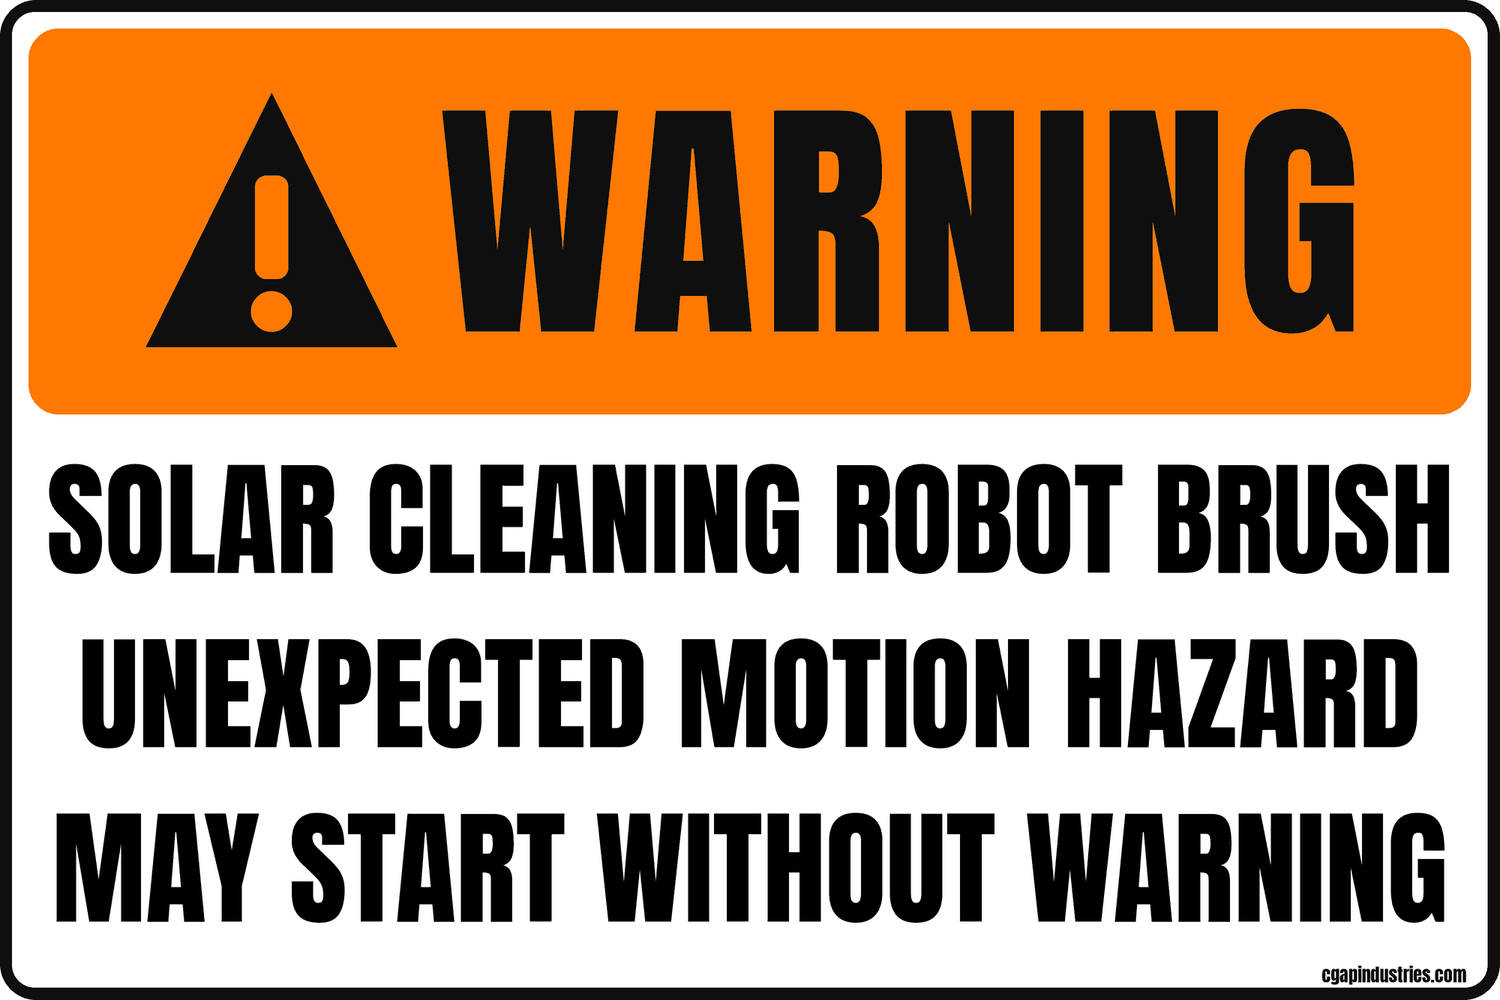 WARNING
SOLAR CLEANING ROBOT BRUSH
UNEXPECTED MOTION HAZARD
MAY START WITHOUT WARNING
cgapindustries.com